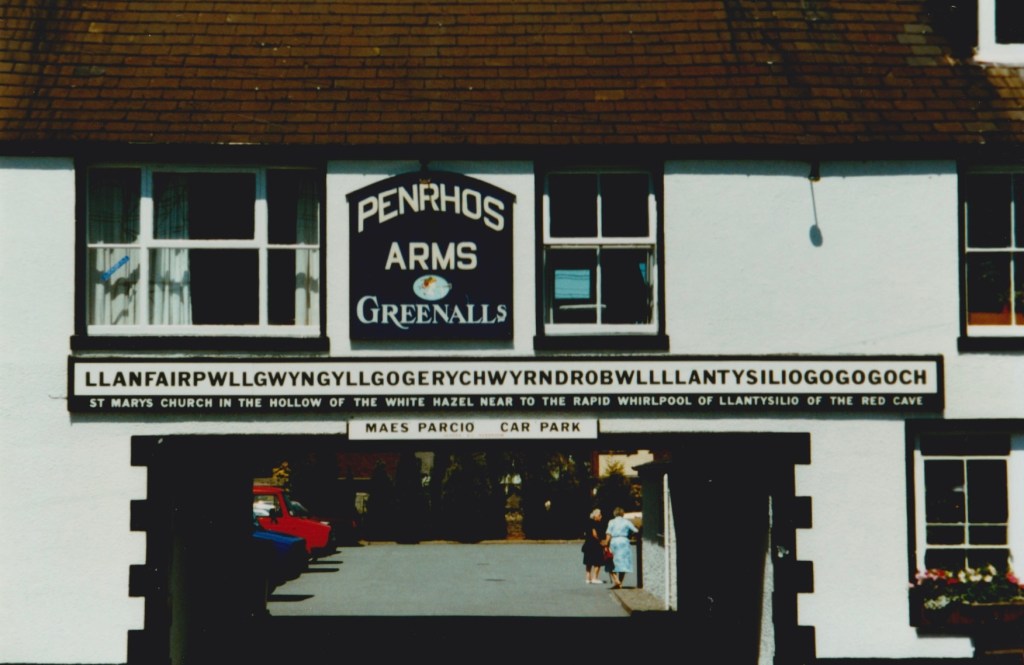 PENRHOS
ARMS
GREENALLS
LLANFAIRPWLLGWYNGYLLGOGERYCHWYRNDROBWLLLLANTYSILIOGOGOGOCH
ST MARYS CHURCH IN THE HOLLOW OF THE WHITE HAZEL NEAR TO THE RAPID WHIRLPOOL OF LLANTYSILIO OF THE RED CAVE
MAES PARCIO CAR PARK